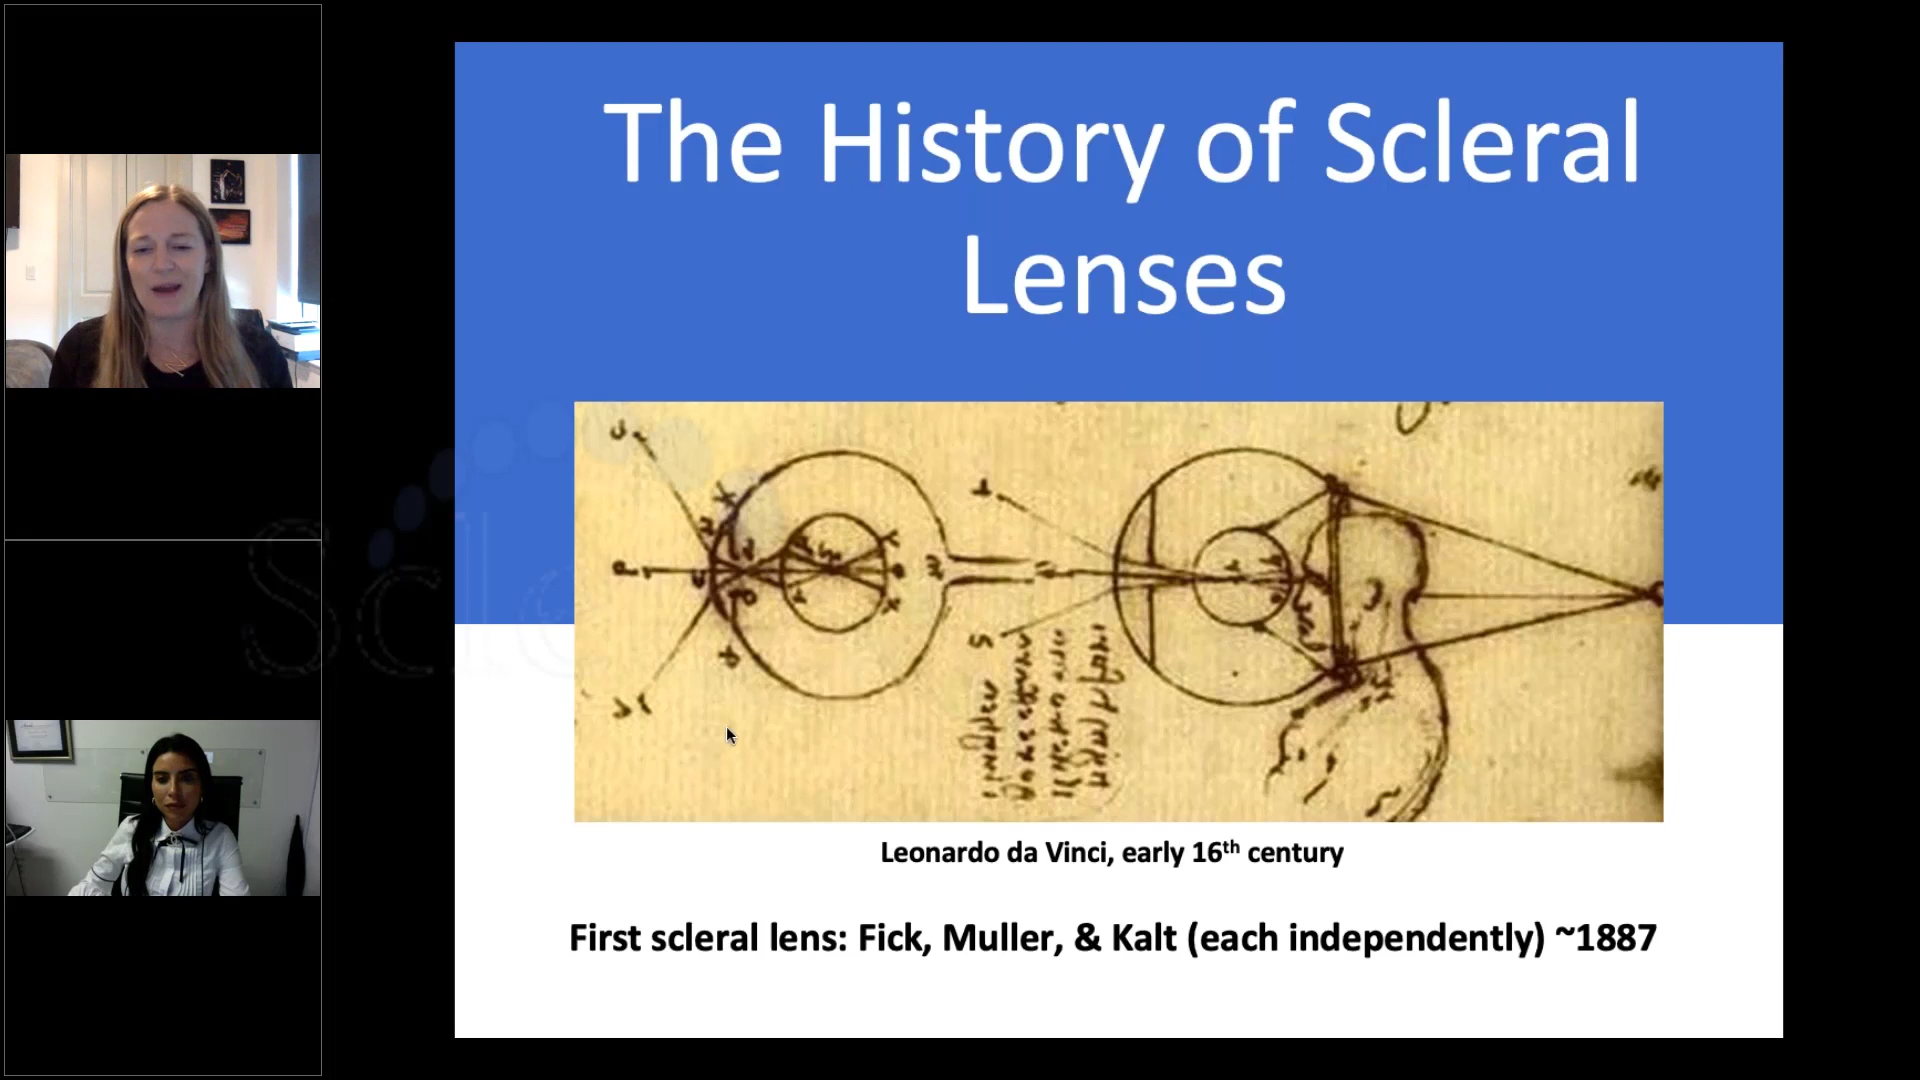 The History of Scleral
Lenses
Leonardo da Vinci, early 16th century
First scleral lens: Fick, Muller, & Kalt (each independently) ~1887